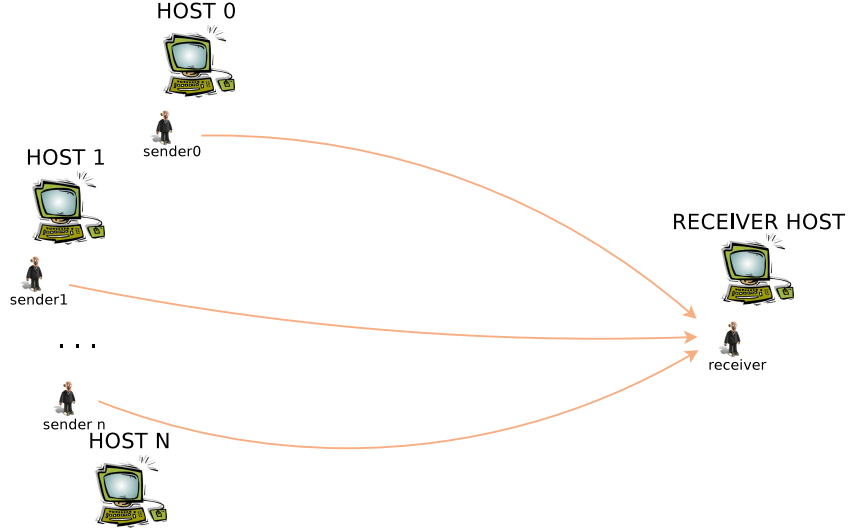 HOST 0
sender0
HOST 1
sender1
. . .
sender n
HOST N
RECEIVER HOST
receiver